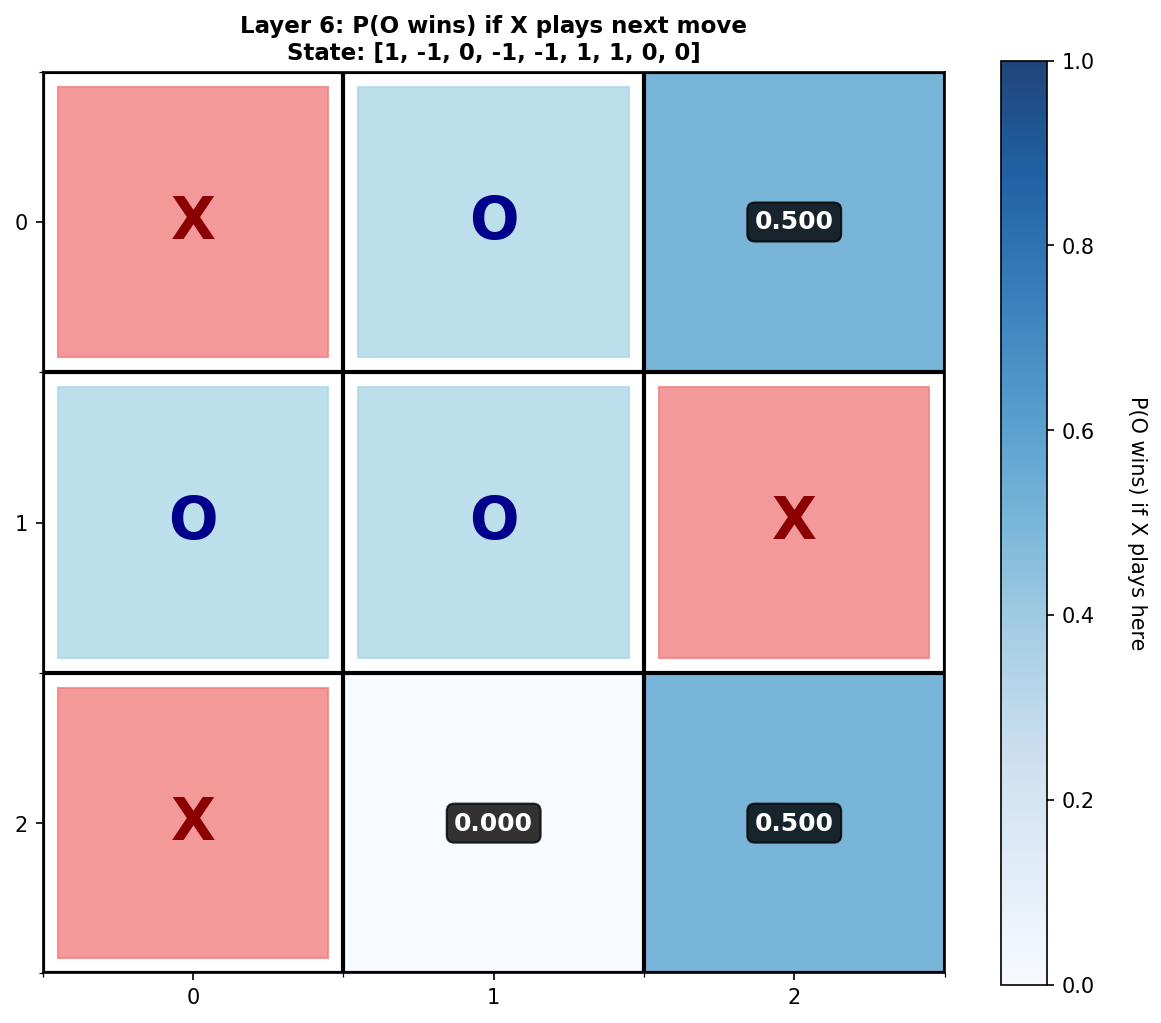 Layer 6: P(O wins) if X plays next move
State: [1, -1, 0, -1, -1, 1, 1, 0, 0]
X
O
0.500
O
O
X
X
0.000
0.500
0
1
2
0
1
2
1.0
0.8
0.6
0.4
0.2
0.0
P(O wins) if X plays here